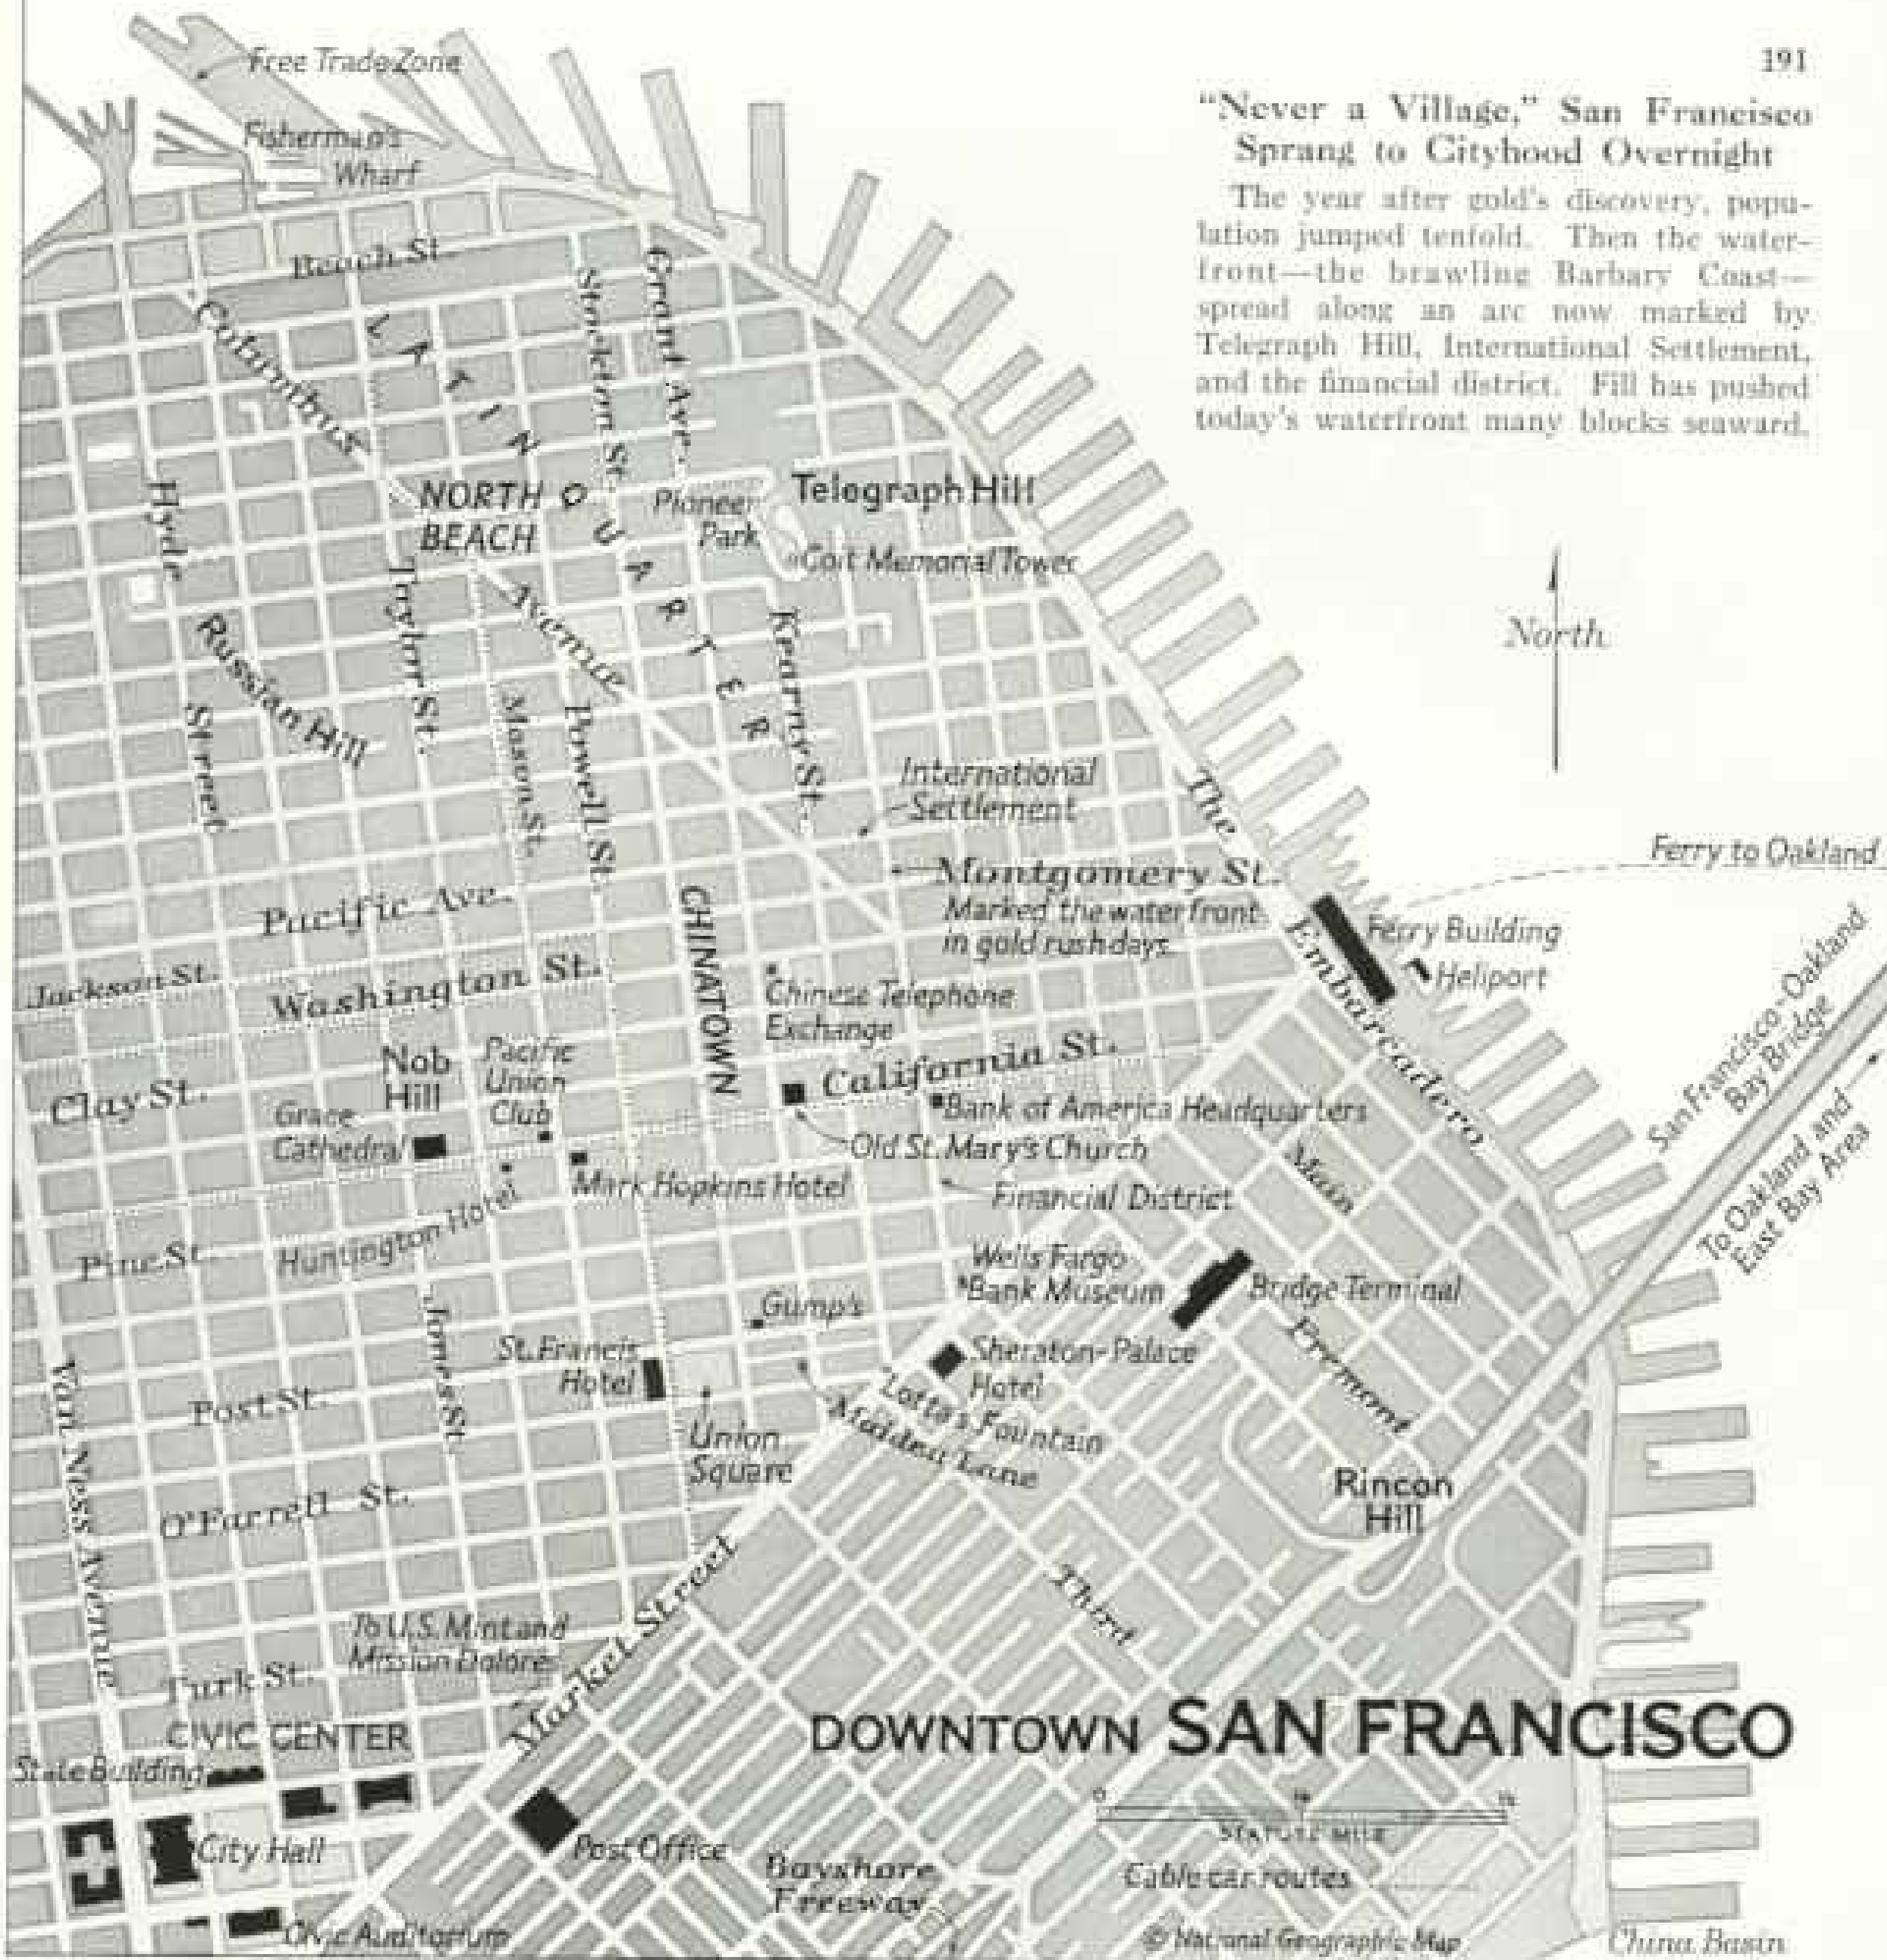 191
"Never a Village," San Francisco
Sprang to Cityhood Overnight
The year after gold's discovery, popu-
lation jumped tenfold. Then the water-
front—the brawling Barbary Coast—
spread along an arc now marked by
Telegraph Hill, International Settlement,
and the financial district. Fill has pushed
today's waterfront many blocks seaward.
Free Trade Zone
Fisherman's
Wharf
Beach St.
Columbus
Avenue
LATIN QUARTER
Stockton St.
Grant Ave.
NORTH
BEACH
Pioneer
Park
Telegraph Hill
Coit Memorial Tower
North
Hyde
Street
Russian Hill
Taylor St.
Mason St.
Powell St.
Kearny St.
International
Settlement
Montgomery St.
Marked the water front
in gold rush days
The
Embarcadero
Ferry to Oakland
Ferry Building
Heliport
San Francisco-Oakland
Bay Bridge
To Oakland and
East Bay Area
Pacific Ave.
Jackson St.
Washington St.
CHINATOWN
Chinese Telephone
Exchange
Clay St.
Nob
Hill
Pacific
Union
Club
Grace
Cathedral
California St.
Bank of America Headquarters
Old St. Mary's Church
Mark Hopkins Hotel
Financial District
Main
Pine St.
Huntington Hotel
Wells Fargo
Bank Museum
Bridge Terminal
Gump's
Jones St.
St. Francis
Hotel
Sheraton-Palace
Hotel
Fremont
Lotta's Fountain
Maiden Lane
Post St.
Union
Square
Van Ness Avenue
O'Farrell St.
Rincon
Hill
Market Street
Third
To U.S. Mint and
Mission Dolores
Turk St.
CIVIC CENTER
State Building
DOWNTOWN SAN FRANCISCO
0 ¼ ½
STATUTE MILE
City Hall
Post Office
Bayshore
Freeway
Cable car routes
Civic Auditorium
© National Geographic Map
China Basin